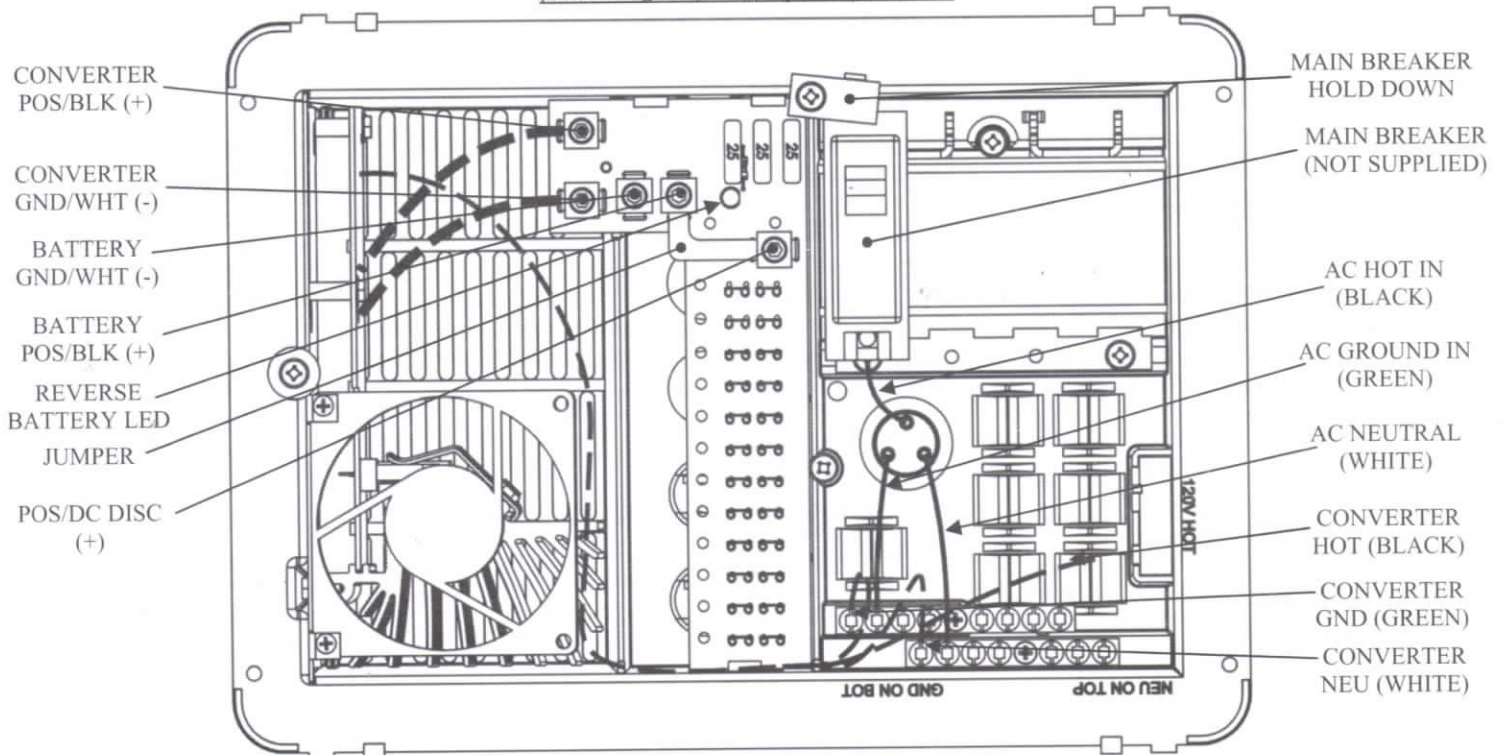 CONVERTER
POS/BLK (+)
CONVERTER
GND/WHT (-)
BATTERY
GND/WHT (-)
BATTERY
POS/BLK (+)
REVERSE
BATTERY LED
JUMPER
POS/DC DISC
(+)
25
25
25
MAIN BREAKER
HOLD DOWN
MAIN BREAKER
(NOT SUPPLIED)
AC HOT IN
(BLACK)
AC GROUND IN
(GREEN)
AC NEUTRAL
(WHITE)
120V HOT
CONVERTER
HOT (BLACK)
CONVERTER
GND (GREEN)
CONVERTER
NEU (WHITE)
GND ON BOT
NEU ON TOP